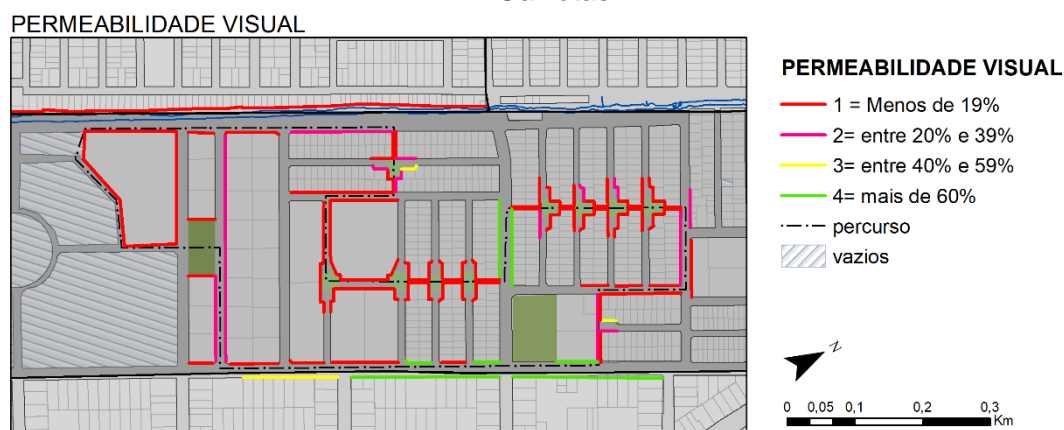 PERMEABILIDADE VISUAL
PERMEABILIDADE VISUAL
1 = Menos de 19%
2= entre 20% e 39%
3= entre 40% e 59%
4= mais de 60%
percurso
vazios
N
0 0,05 0,1 0,2 0,3
Km